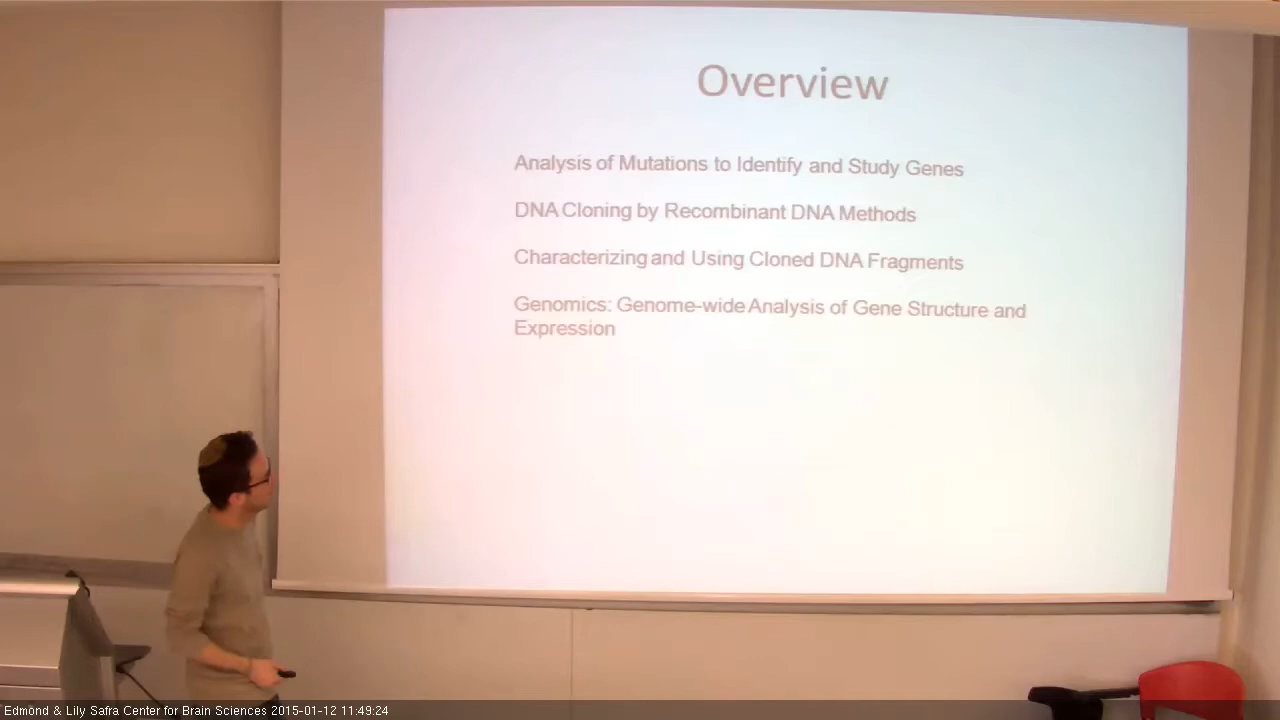 Overview
Analysis of Mutations to Identify and Study Genes
DNA Cloning by Recombinant DNA Methods
Characterizing and Using Cloned DNA Fragments
Genomics: Genome-wide Analysis of Gene Structure and
Expression
Edmond & Lily Safra Center for Brain Sciences 2015-01-12 11:49:24